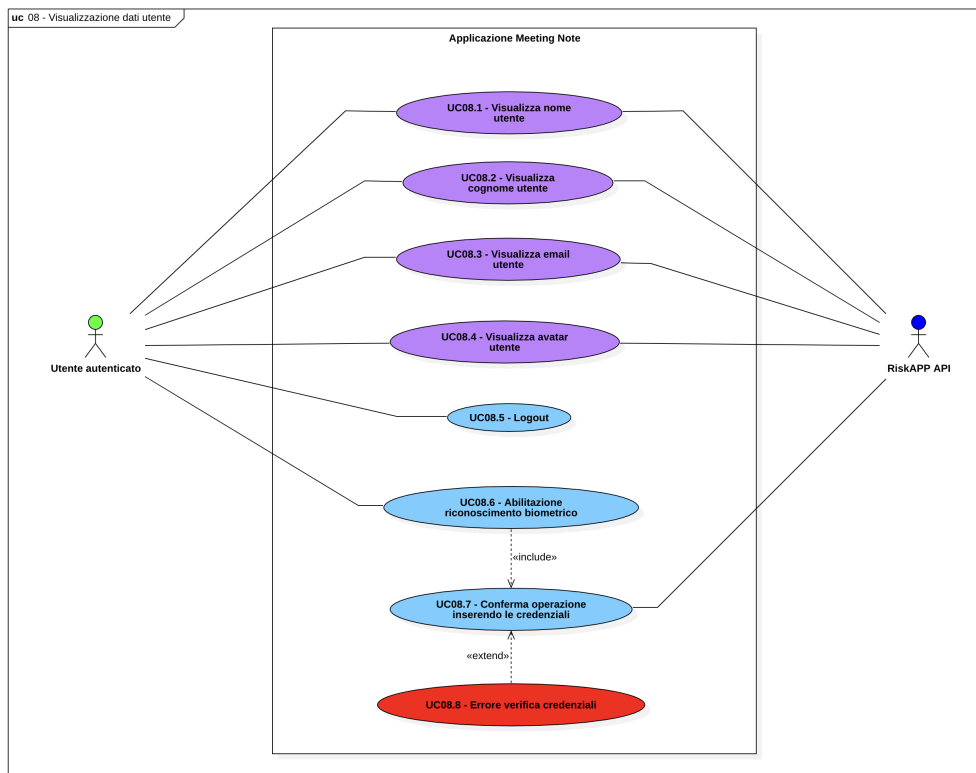 uc 08 - Visualizzazione dati utente
Applicazione Meeting Note
UC08.1 - Visualizza nome
utente
UC08.2 - Visualizza
cognome utente
UC08.3 - Visualizza email
utente
UC08.4 - Visualizza avatar
utente
Utente autenticato
RiskAPP API
UC08.5 - Logout
UC08.6 - Abilitazione
riconoscimento biometrico
«include»
UC08.7 - Conferma operazione
inserendo le credenziali
«extend»
UC08.8 - Errore verifica credenziali